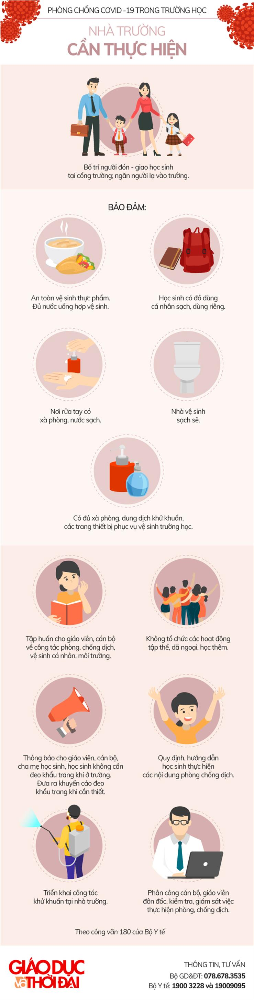 PHÒNG CHỐNG COVID -19 TRONG TRƯỜNG HỌC
NHÀ TRƯỜNG
CẦN THỰC HIỆN
Bố trí người đón - giao học sinh
tại cổng trường; ngăn người lạ vào trường.
BẢO ĐẢM:
An toàn vệ sinh thực phẩm.
Đủ nước uống hợp vệ sinh.
Học sinh có đồ dùng
cá nhân sạch, dùng riêng.
Nơi rửa tay có
xà phòng, nước sạch.
Nhà vệ sinh
sạch sẽ.
Có đủ xà phòng, dung dịch khử khuẩn,
các trang thiết bị phục vụ vệ sinh trường học.
Tập huấn cho giáo viên, cán bộ
về công tác phòng, chống dịch,
vệ sinh cá nhân, môi trường.
Không tổ chức các hoạt động
tập thể, dã ngoại, học thêm.
Thông báo cho giáo viên, cán bộ,
cha mẹ học sinh, học sinh không cần
đeo khẩu trang khi ở trường.
Đưa ra khuyến cáo đeo
khẩu trang khi cần thiết.
Quy định, hướng dẫn
học sinh thực hiện
các nội dung phòng chống dịch.
Triển khai công tác
khử khuẩn tại nhà trường.
Phân công cán bộ, giáo viên
đôn đốc, kiểm tra, giám sát việc
thực hiện phòng, chống dịch.
Theo công văn 180 của Bộ Y tế
GIÁO DỤC
và THỜI ĐẠI
THÔNG TIN, TƯ VẤN
Bộ GD&ĐT: 078.678.3535
Bộ Y tế: 1900 3228 và 19009095